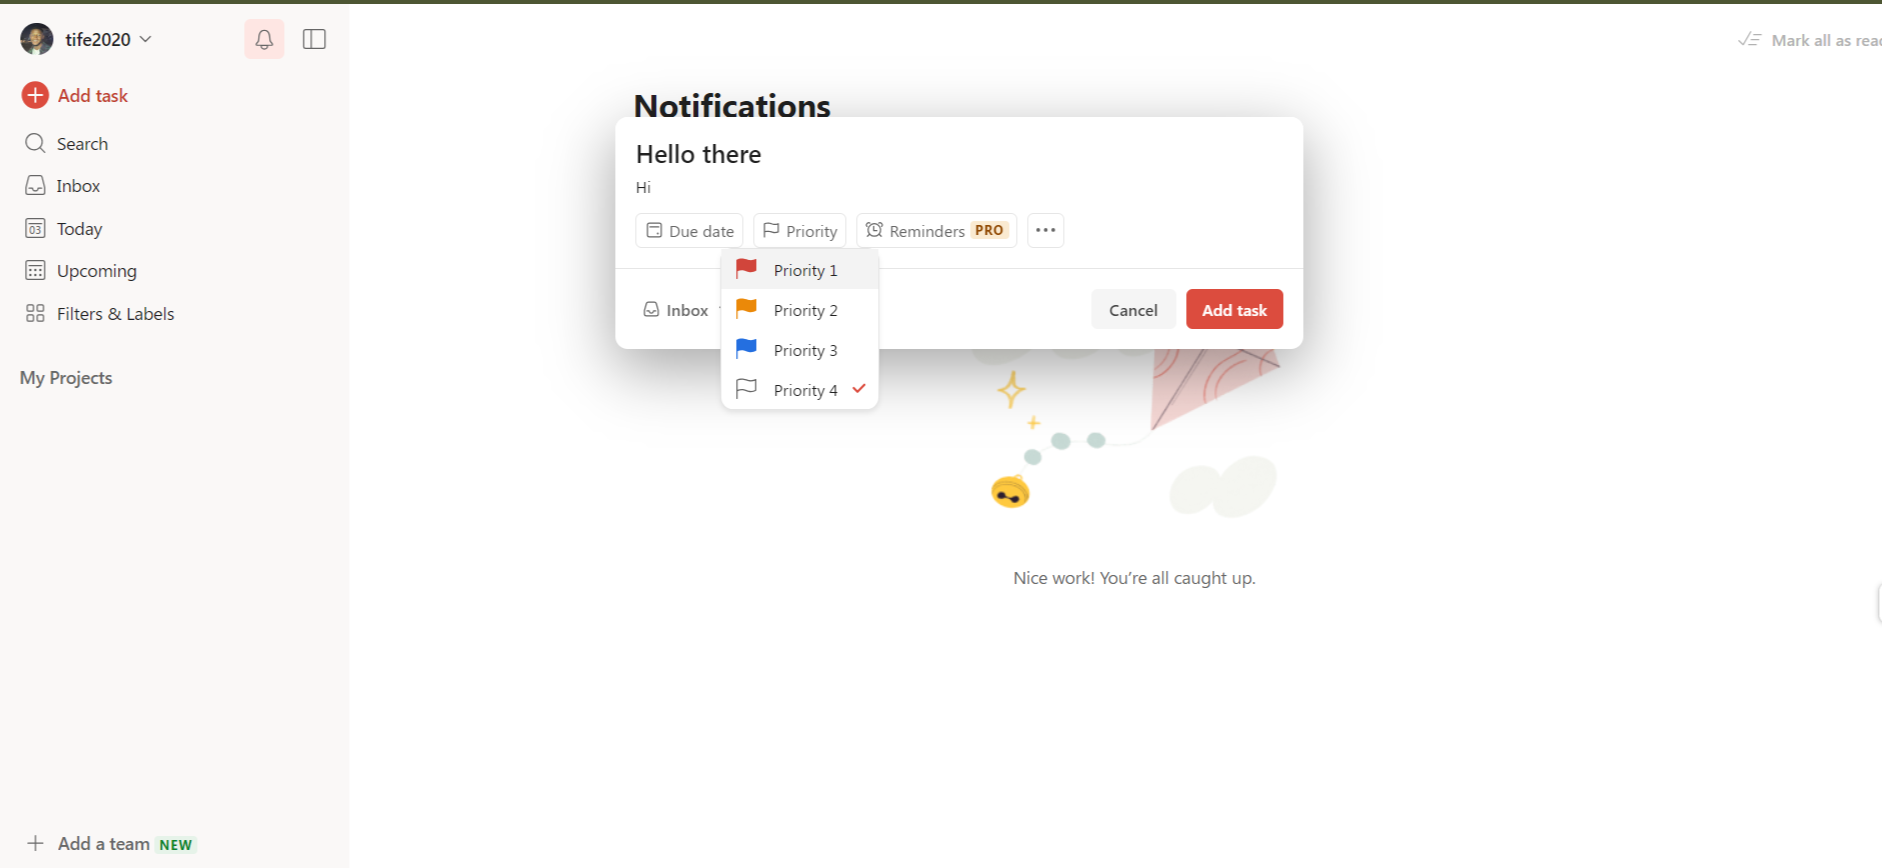 tife2020
Add task
Search
Inbox
03
Today
Upcoming
Filters & Labels
My Projects
Add a team NEW
Mark all as
Notifications
Hello there
Hi
Due date
Priority
Reminders PRO
Priority 1
Priority 2
Priority 3
Priority 4
Inbox
Cancel
Add task
Nice work! You’re all caught up.